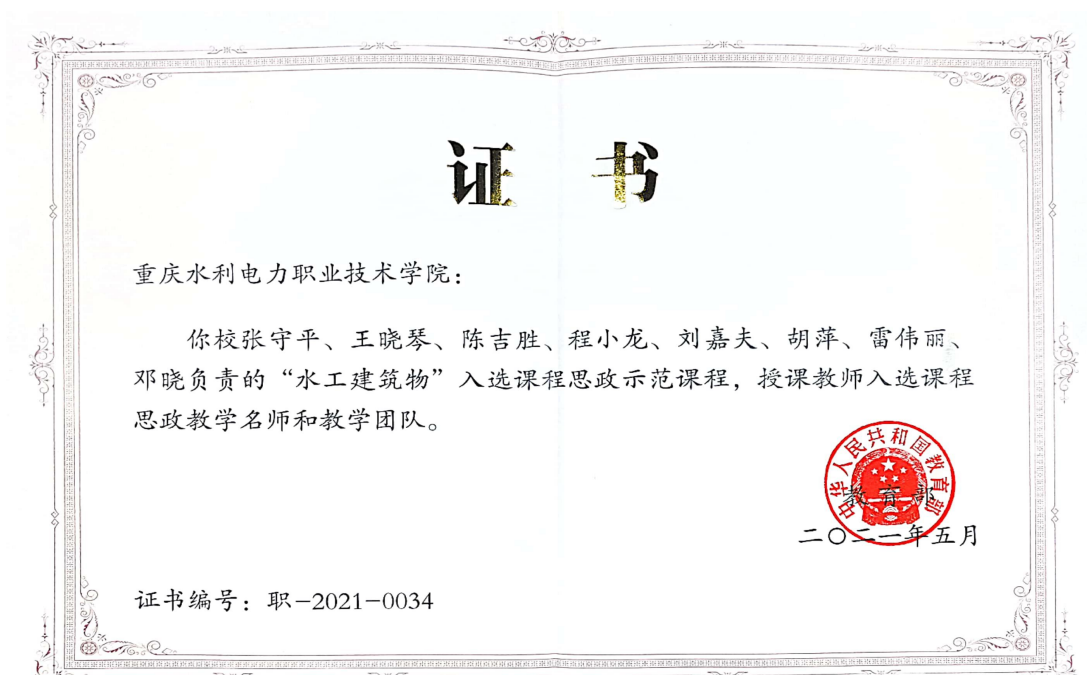 证 书
重庆水利电力职业技术学院：
你校张守平、王晓琴、陈吉胜、程小龙、刘嘉夫、胡萍、雷伟丽、
邓晓负责的“水工建筑物”入选课程思政示范课程，授课教师入选课程
思政教学名师和教学团队。
中华人民共和国教育部
教育部
二〇二一年五月
证书编号：职-2021-0034